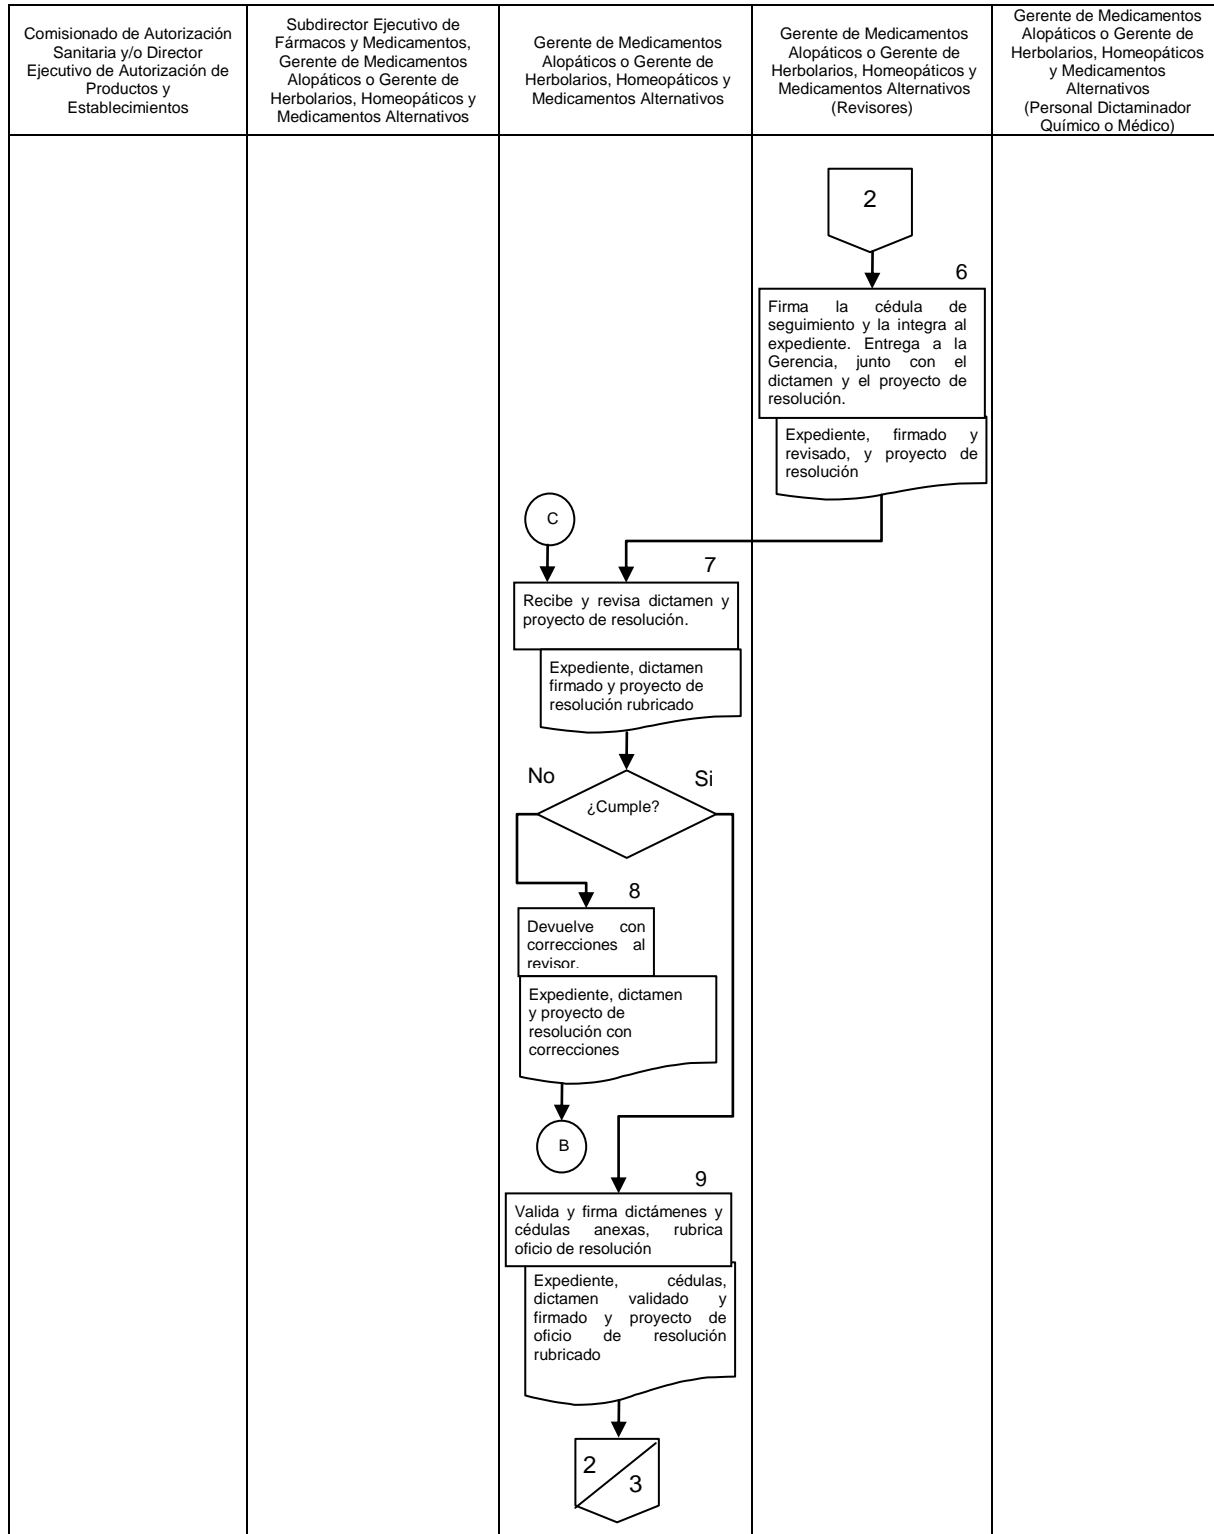 Comisionado de Autorización
Sanitaria y/o Director
Ejecutivo de Autorización de
Productos y
Establecimientos
Subdirector Ejecutivo de
Fármacos y Medicamentos,
Gerente de Medicamentos
Alopáticos o Gerente de
Herbolarios, Homeopáticos y
Medicamentos Alternativos
Gerente de Medicamentos
Alopáticos o Gerente de
Herbolarios, Homeopáticos y
Medicamentos Alternativos
Gerente de Medicamentos
Alopáticos o Gerente de
Herbolarios, Homeopáticos y
Medicamentos Alternativos
(Revisores)
Gerente de Medicamentos
Alopáticos o Gerente de
Herbolarios, Homeopáticos
y Medicamentos
Alternativos
(Personal Dictaminador
Químico o Médico)
2
6
Firma la cédula de
seguimiento y la integra al
expediente. Entrega a la
Gerencia, junto con el
dictamen y el proyecto de
resolución.
Expediente, firmado y
revisado, y proyecto de
resolución
C
7
Recibe y revisa dictamen y
proyecto de resolución.
Expediente, dictamen
firmado y proyecto de
resolución rubricado
No
Si
¿Cumple?
8
Devuelve con
correcciones al
revisor.
Expediente, dictamen
y proyecto de
resolución con
correcciones
B
9
Valida y firma dictámenes y
cédulas anexas, rubrica
oficio de resolución
Expediente, cédulas,
dictamen validado y
firmado y proyecto de
oficio de resolución
rubricado
2
3